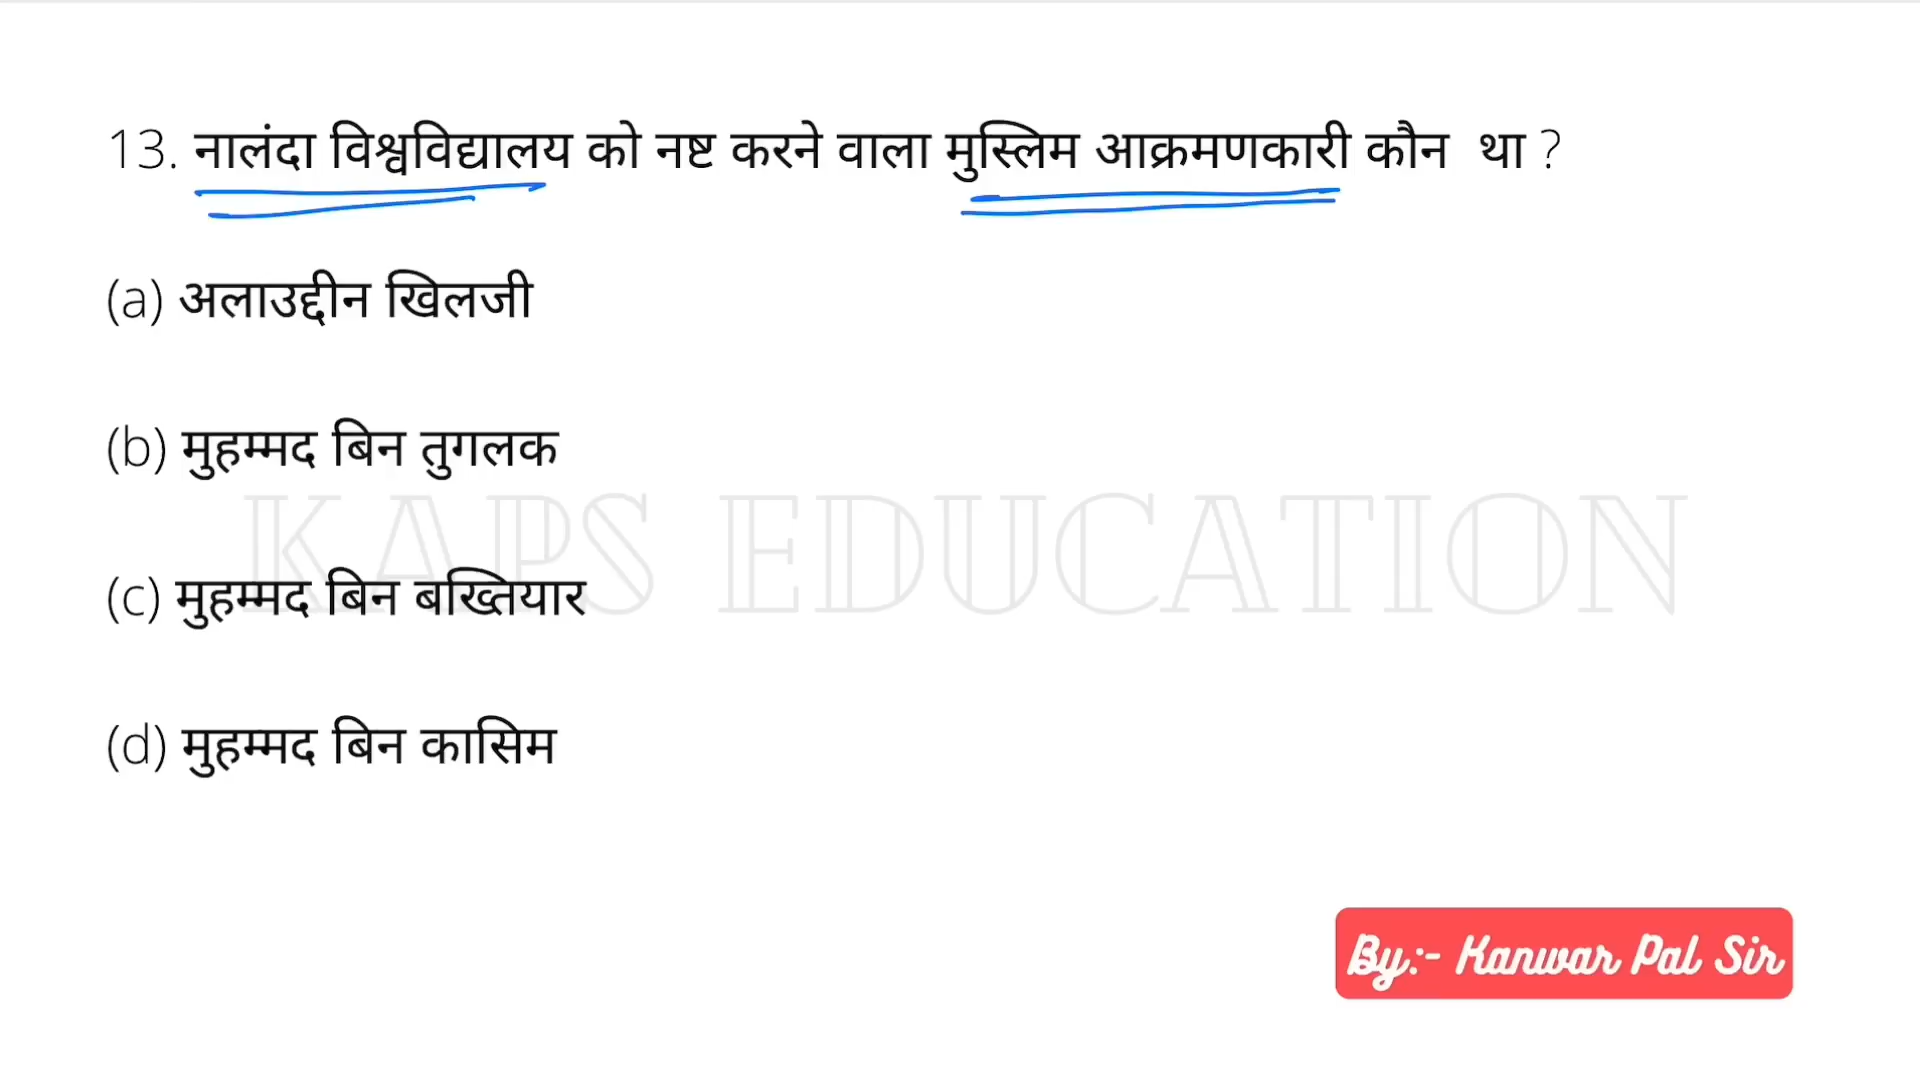 13. नालंदा विश्वविद्यालय को नष्ट करने वाला मुस्लिम आक्रमणकारी कौन था ?
(a) अलाउद्दीन खिलजी
(b) मुहम्मद बिन तुगलक
KAPS EDUCATION
(c) मुहम्मद बिन बख्तियार
(d) मुहम्मद बिन कासिम
By:- Kanwar Pal Sir